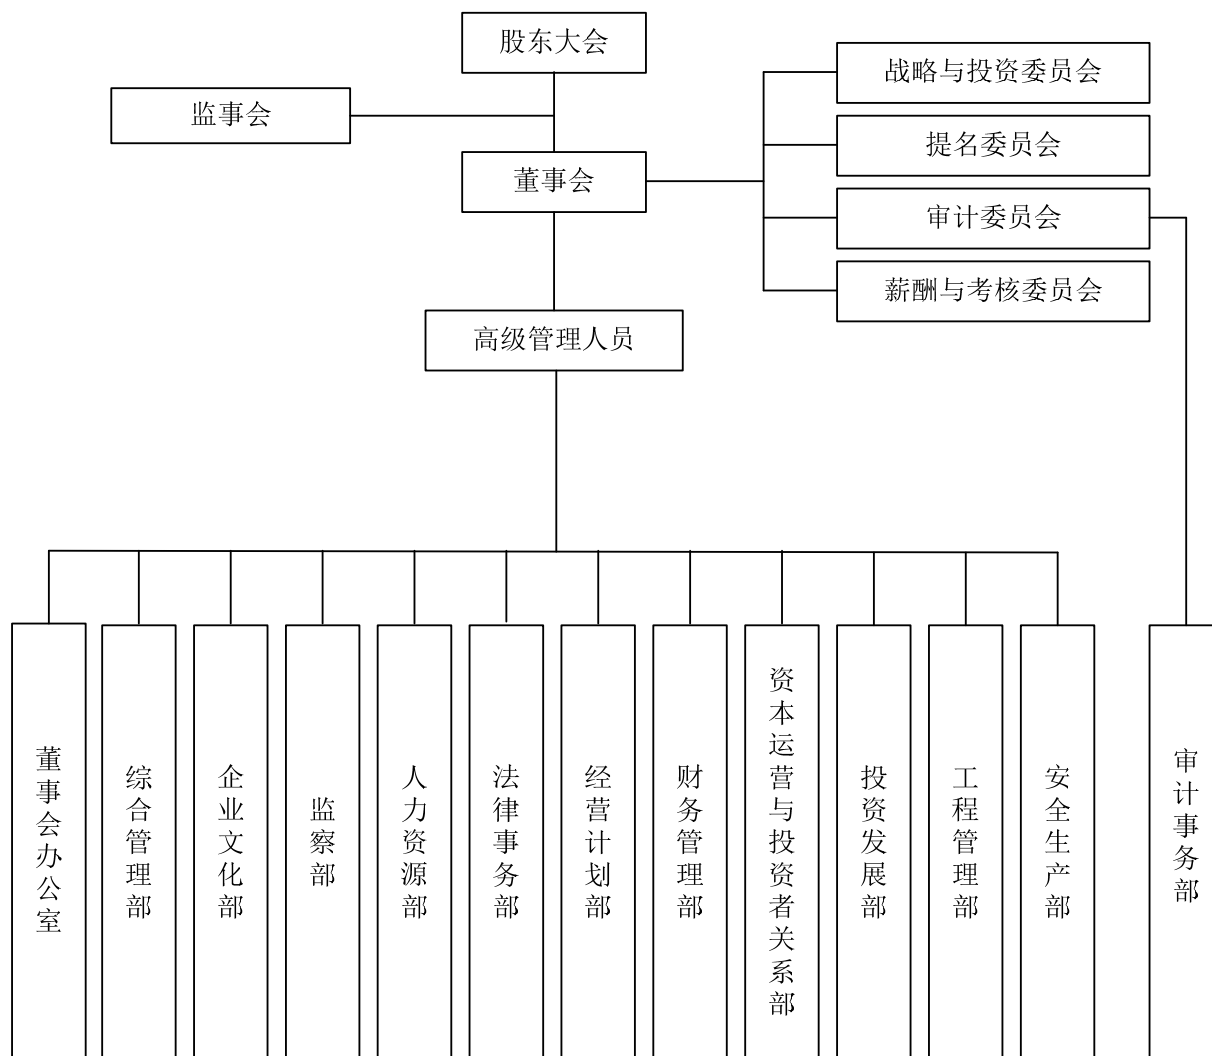 股东大会
监事会
董事会
战略与投资委员会
提名委员会
审计委员会
薪酬与考核委员会
高级管理人员
董事会办公室
综合管理部
企业文化部
监察部
人力资源部
法律事务部
经营计划部
财务管理部
资本运营与投资者关系部
投资发展部
工程管理部
安全生产部
审计事务部